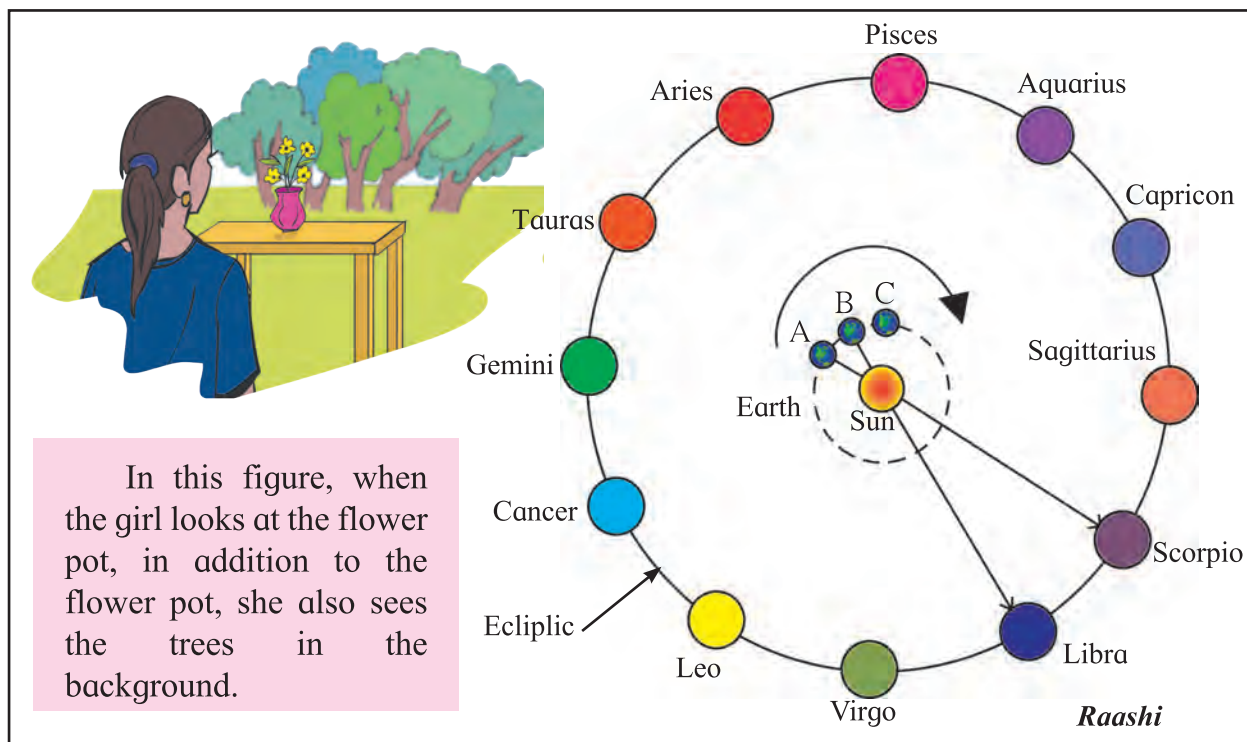 Pisces
Aquarius
Aries
Capricon
Tauras
C
B
A
Sagittarius
Gemini
Earth
Sun
Cancer
Scorpio
Ecliplic
Libra
Leo
Virgo
Raashi
In this figure, when
the girl looks at the flower
pot, in addition to the
flower pot, she also sees
the trees in the
background.